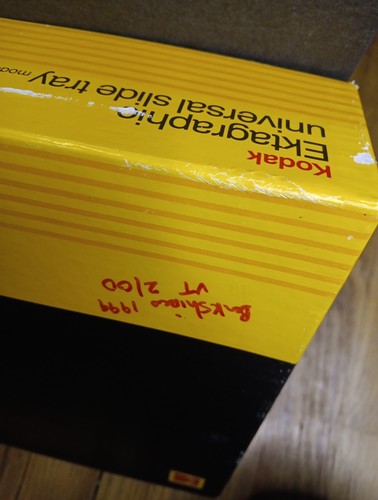 Kodak
Ektagraphic
universal slide tray
Berkshires 1999
VT 2/00